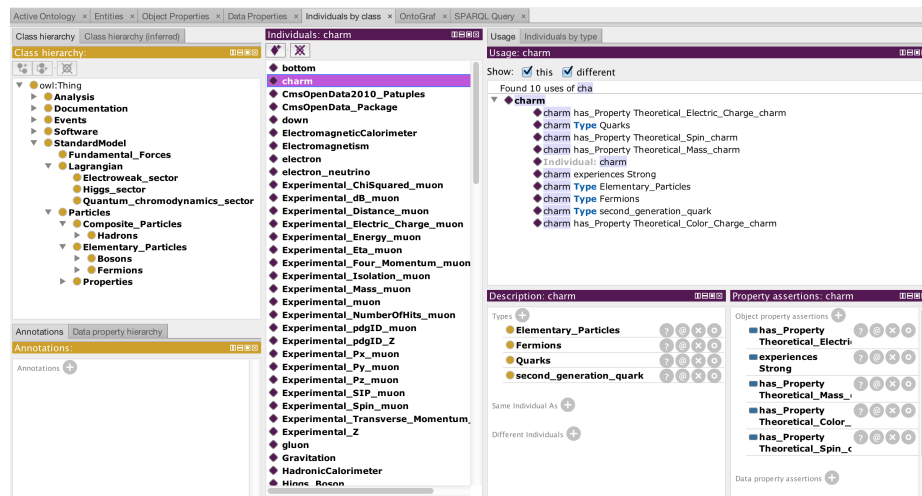 Active Ontology × Entities × Object Properties × Data Properties × Individuals by class × OntoGraf × SPARQL Query ×
Class hierarchy Class hierarchy (inferred)
Class hierarchy:
owl:Thing
Analysis
Documentation
Events
Software
StandardModel
Fundamental_Forces
Lagrangian
Electroweak_sector
Higgs_sector
Quantum_chromodynamics_sector
Particles
Composite_Particles
Hadrons
Elementary_Particles
Bosons
Fermions
Properties
Annotations Data property hierarchy
Annotations:
Annotations
Individuals: charm
bottom
charm
CmsOpenData2010_Patuples
CmsOpenData_Package
down
ElectromagneticCalorimeter
Electromagnetism
electron
electron_neutrino
Experimental_ChiSquared_muon
Experimental_dB_muon
Experimental_Distance_muon
Experimental_Electric_Charge_muon
Experimental_Energy_muon
Experimental_Eta_muon
Experimental_Four_Momentum_muon
Experimental_Isolation_muon
Experimental_Mass_muon
Experimental_muon
Experimental_NumberOfHits_muon
Experimental_pdgID_muon
Experimental_pdgID_Z
Experimental_Px_muon
Experimental_Py_muon
Experimental_Pz_muon
Experimental_SIP_muon
Experimental_Spin_muon
Experimental_Transverse_Momentum_
Experimental_Z
gluon
Gravitation
HadronicCalorimeter
Higgs_Boson
Usage Individuals by type
Usage: charm
Show: this different
Found 10 uses of cha
charm
charm has_Property Theoretical_Electric_Charge_charm
charm Type Quarks
charm has_Property Theoretical_Spin_charm
charm has_Property Theoretical_Mass_charm
Individual: charm
charm experiences Strong
charm Type Elementary_Particles
charm Type Fermions
charm Type second_generation_quark
charm has_Property Theoretical_Color_Charge_charm
Description: charm
Types
Elementary_Particles ? @ × o
Fermions ? @ × o
Quarks ? @ × o
second_generation_quark ? @ × o
Same Individual As
Different Individuals
Property assertions: charm
Object property assertions
has_Property ? @ × o
Theoretical_Electri
experiences ? @ × o
Strong
has_Property ? @ × o
Theoretical_Mass_
has_Property ? @ × o
Theoretical_Color_
has_Property ? @ × o
Theoretical_Spin_c
Data property assertions